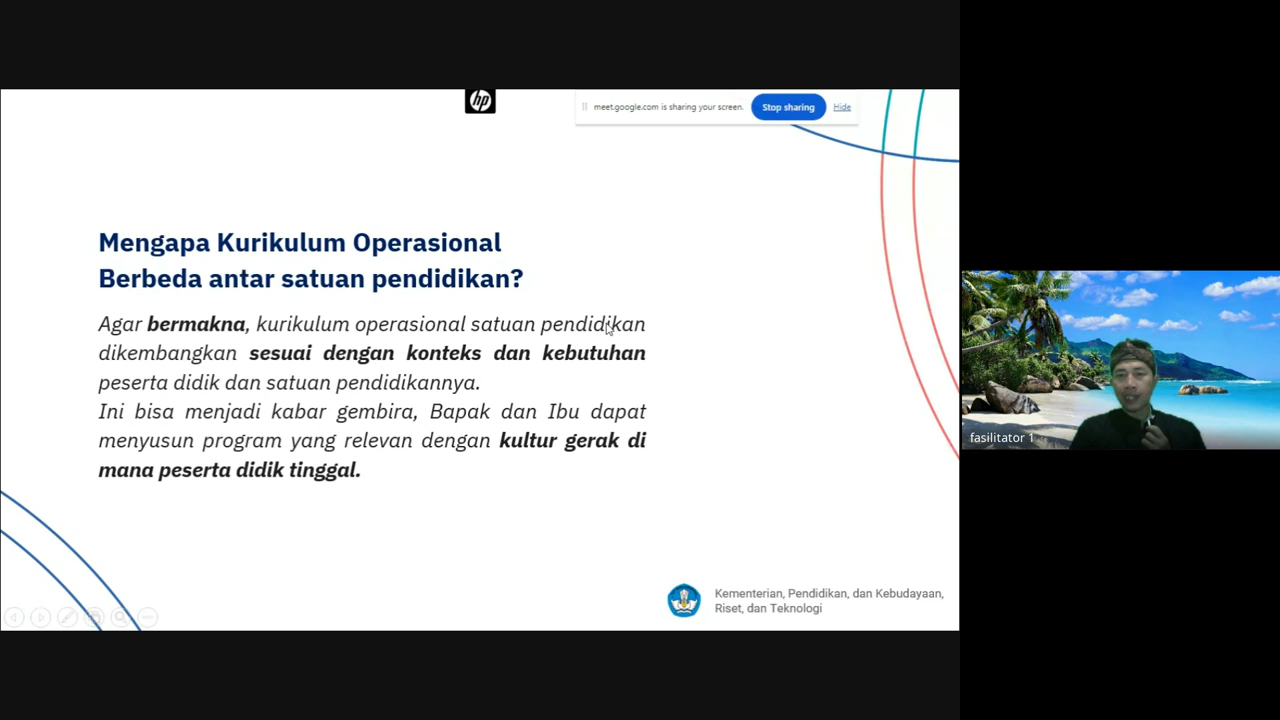 hp
meet.google.com is sharing your screen.
Stop sharing
Hide
Mengapa Kurikulum Operasional
Berbeda antar satuan pendidikan?
Agar bermakna, kurikulum operasional satuan pendidikan
dikembangkan sesuai dengan konteks dan kebutuhan
peserta didik dan satuan pendidikannya.
Ini bisa menjadi kabar gembira, Bapak dan Ibu dapat
menyusun program yang relevan dengan kultur gerak di
mana peserta didik tinggal.
fasilitator 1
Kementerian, Pendidikan, dan Kebudayaan,
Riset, dan Teknologi